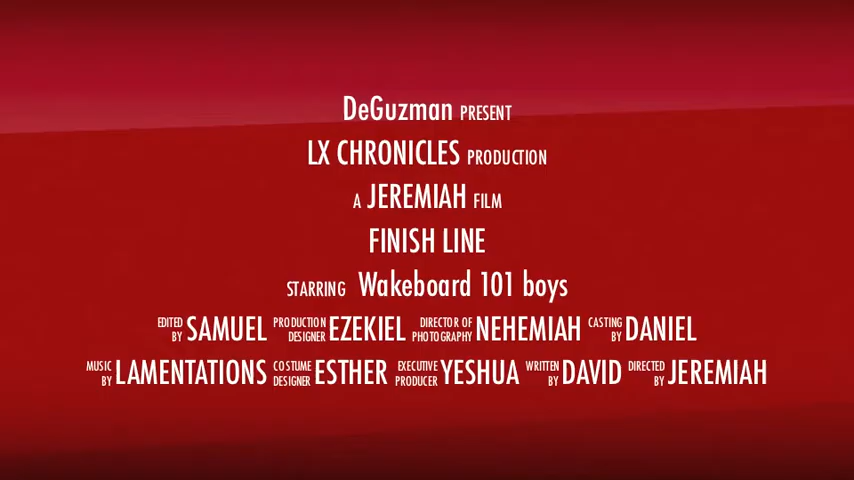 DeGuzman PRESENT
LX CHRONICLES PRODUCTION
A JEREMIAH FILM
FINISH LINE
STARRING Wakeboard 101 boys
EDITED BY SAMUEL PRODUCTION DESIGNER EZEKIEL DIRECTOR OF PHOTOGRAPHY NEHEMIAH CASTING BY DANIEL
MUSIC BY LAMENTATIONS COSTUME DESIGNER ESTHER EXECUTIVE PRODUCER YESHUA WRITTEN BY DAVID DIRECTED BY JEREMIAH